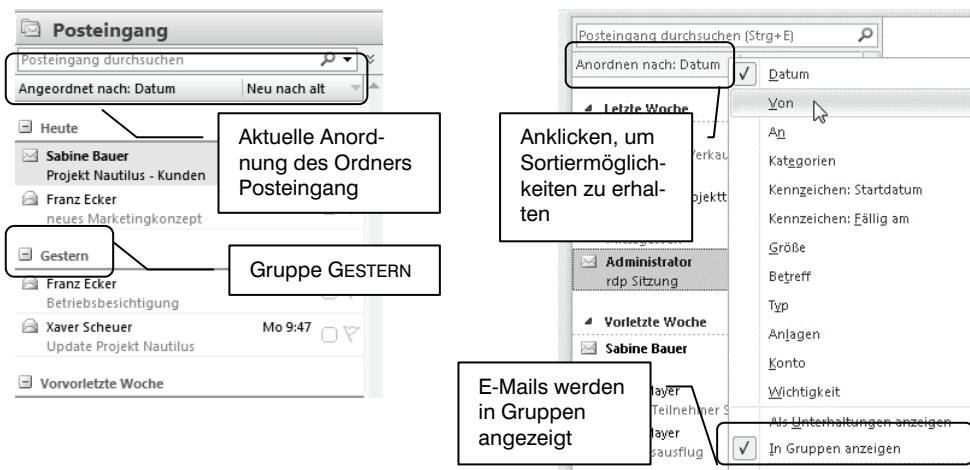 Posteingang
Posteingang durchsuchen
Angeordnet nach: Datum Neu nach alt
Heute
Sabine Bauer
Projekt Nautilus - Kunden
Franz Ecker
neues Marketingkonzept
Gestern
Franz Ecker
Betriebsbesichtigung
Xaver Scheuer Mo 9:47
Update Projekt Nautilus
Vorvorletzte Woche
Aktuelle Anord-
nung des Ordners
Posteingang
Gruppe GESTERN
Posteingang durchsuchen (Strg+E)
Anordnen nach: Datum
Letzte Woche
Administrator
rdp Sitzung
Vorletzte Woche
Sabine Bauer
Teilnehmer
Anklicken, um
Sortiermöglich-
keiten zu erhal-
ten
E-Mails werden
in Gruppen
angezeigt
Datum
Von
An
Kategorien
Kennzeichen: Startdatum
Kennzeichen: Fällig am
Größe
Betreff
Typ
Anlagen
Konto
Wichtigkeit
Als Unterhaltungen anzeigen
In Gruppen anzeigen